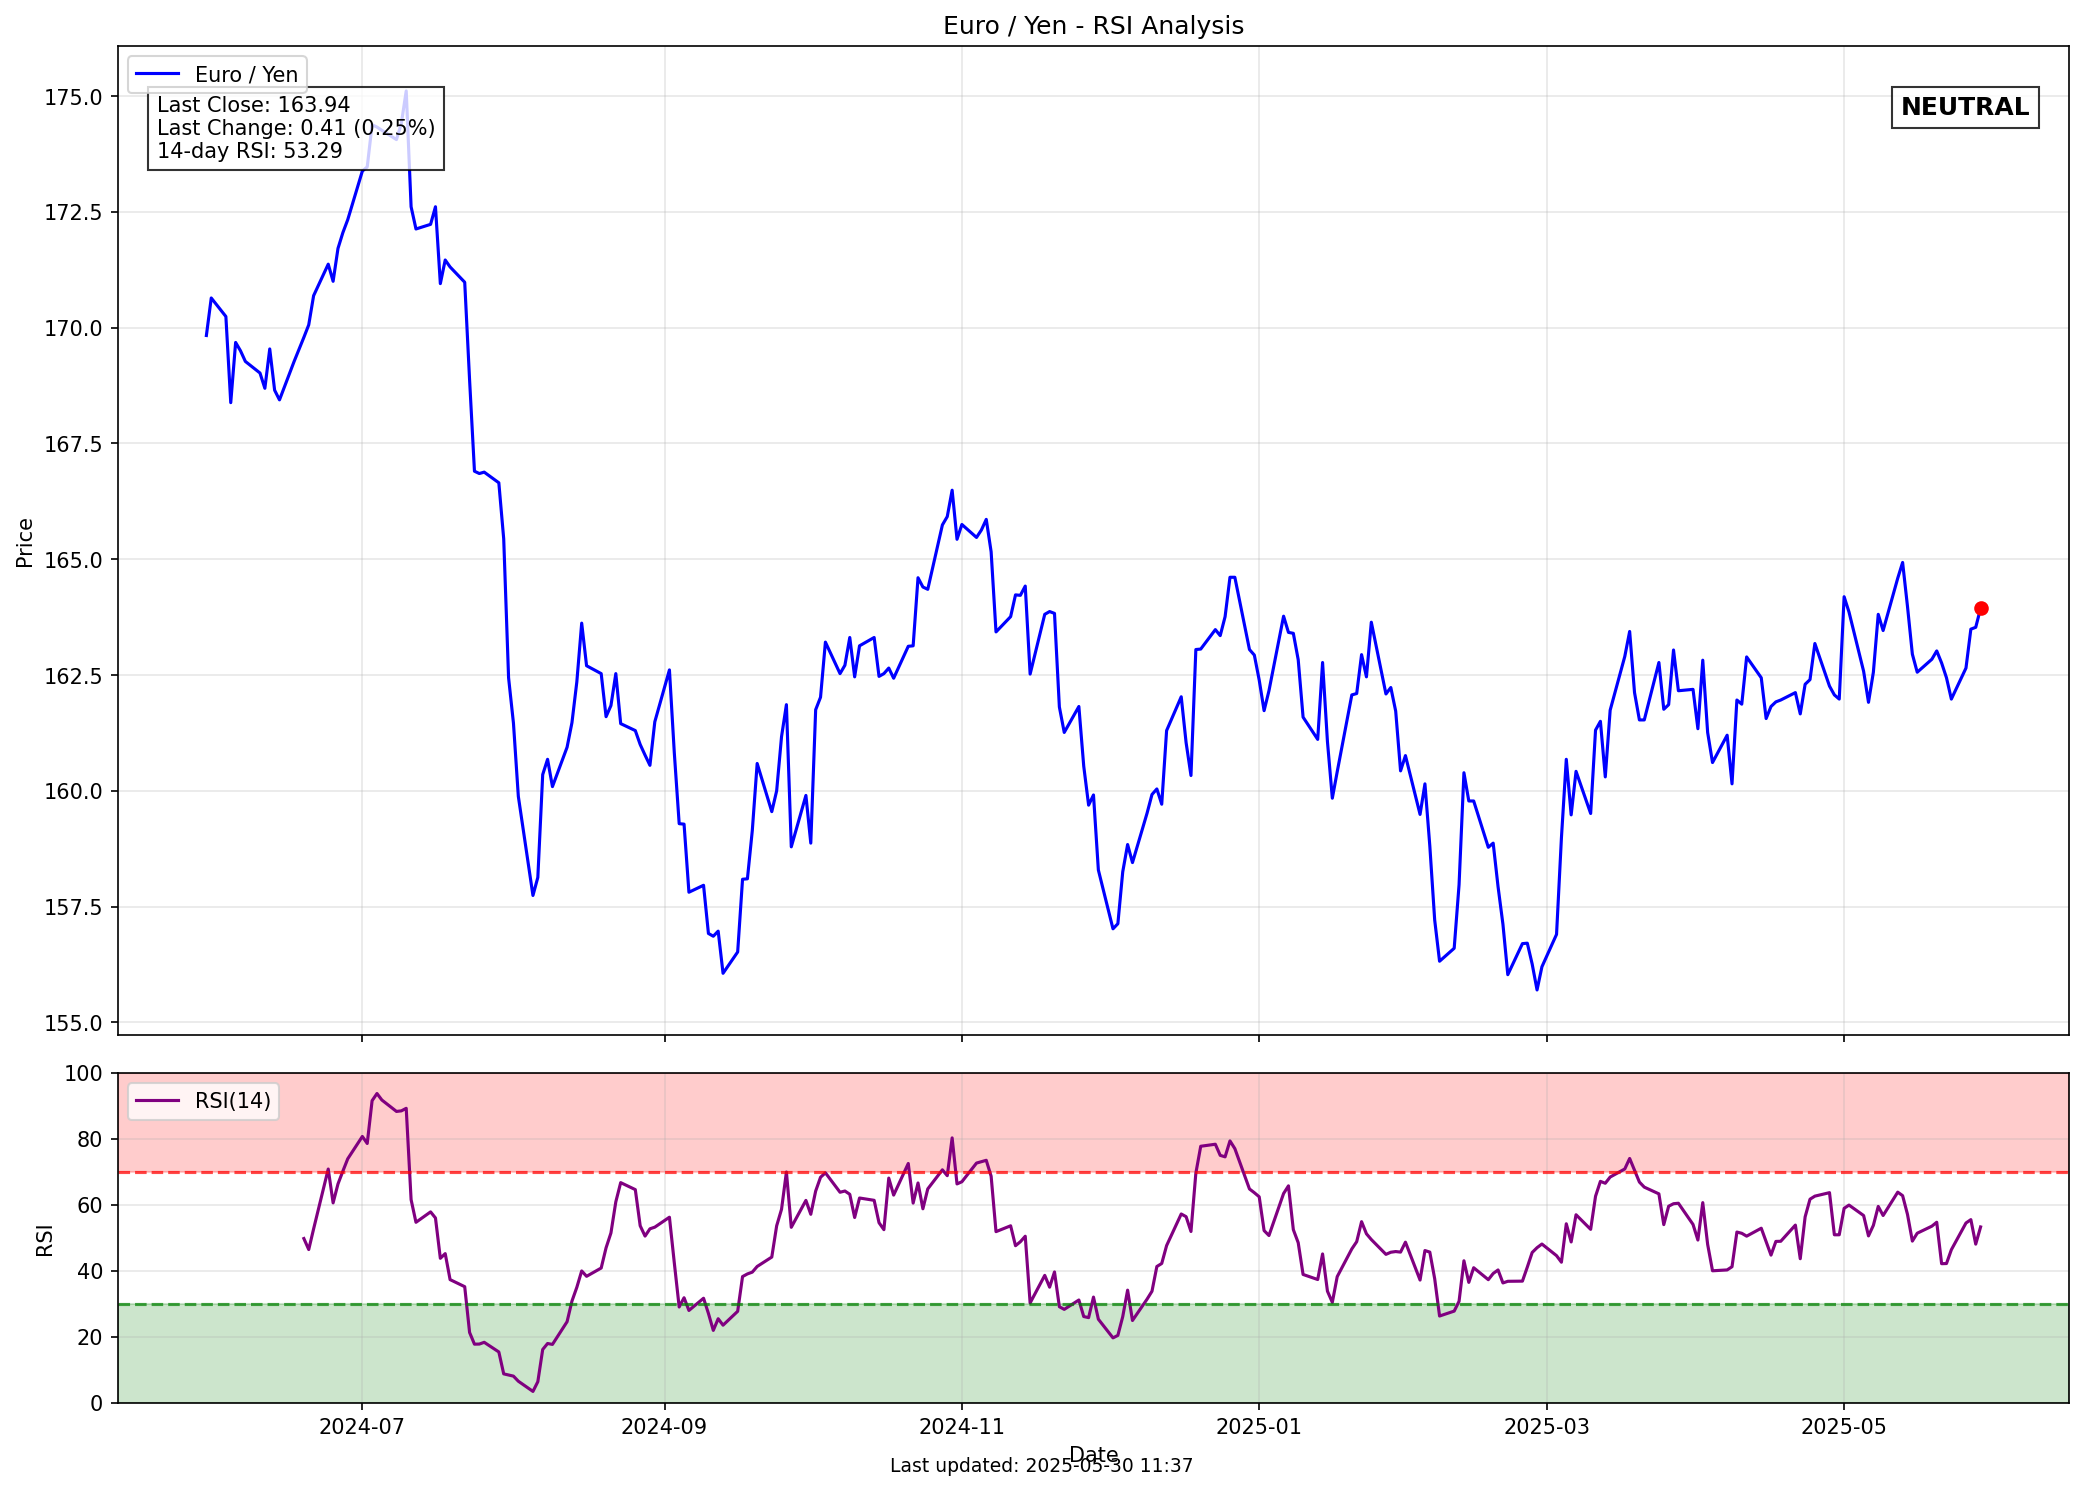 Euro / Yen - RSI Analysis
Euro / Yen
Last Close: 163.94
Last Change: 0.41 (0.25%)
14-day RSI: 53.29
NEUTRAL
Price
175.0
172.5
170.0
167.5
165.0
162.5
160.0
157.5
155.0
RSI(14)
RSI
100
80
60
40
20
0
2024-07 2024-09 2024-11 2025-01 2025-03 2025-05
Date
Last updated: 2025-05-30 11:37